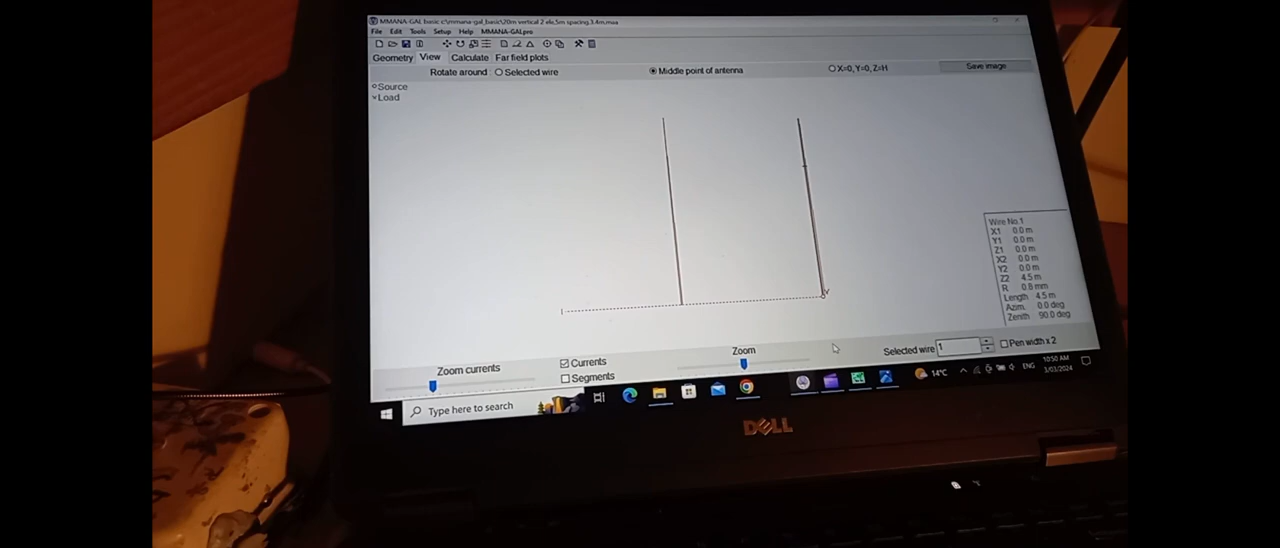 MMANA-GAL basic c:\mmana-gal_basic\20m vertical 2 ele,5m spacing,3.4m,maa
File Edit Tools Setup Help MMANA-GALpro
Geometry View Calculate Far field plots
Rotate around: Selected wire Middle point of antenna X=0, Y=0, Z=H Save image
Source
Load
Wire No.1
X1 0.0 m
Y1 0.0 m
Z1 0.0 m
X2 0.0 m
Y2 0.0 m
Z2 4.5 m
R 0.8 mm
Length 4.5 m
Azim. 0.0 deg
Zenith 90.0 deg
Zoom currents Currents Zoom Selected wire 1 Pen width x 2
Segments
Type here to search 14°C ENG 10:50 AM
1/03/2024
DELL